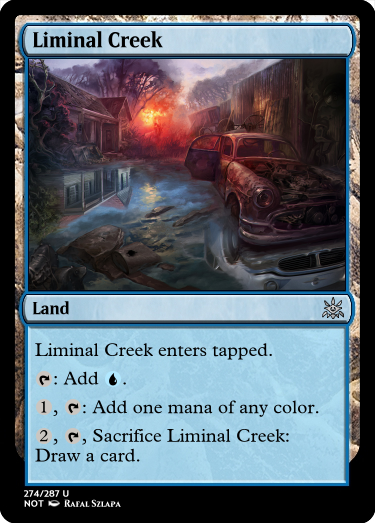 Liminal Creek
Land
Liminal Creek enters tapped.
: Add .
1, : Add one mana of any color.
2, , Sacrifice Liminal Creek:
Draw a card.
274/287 U
NOT Rafal Szlapa